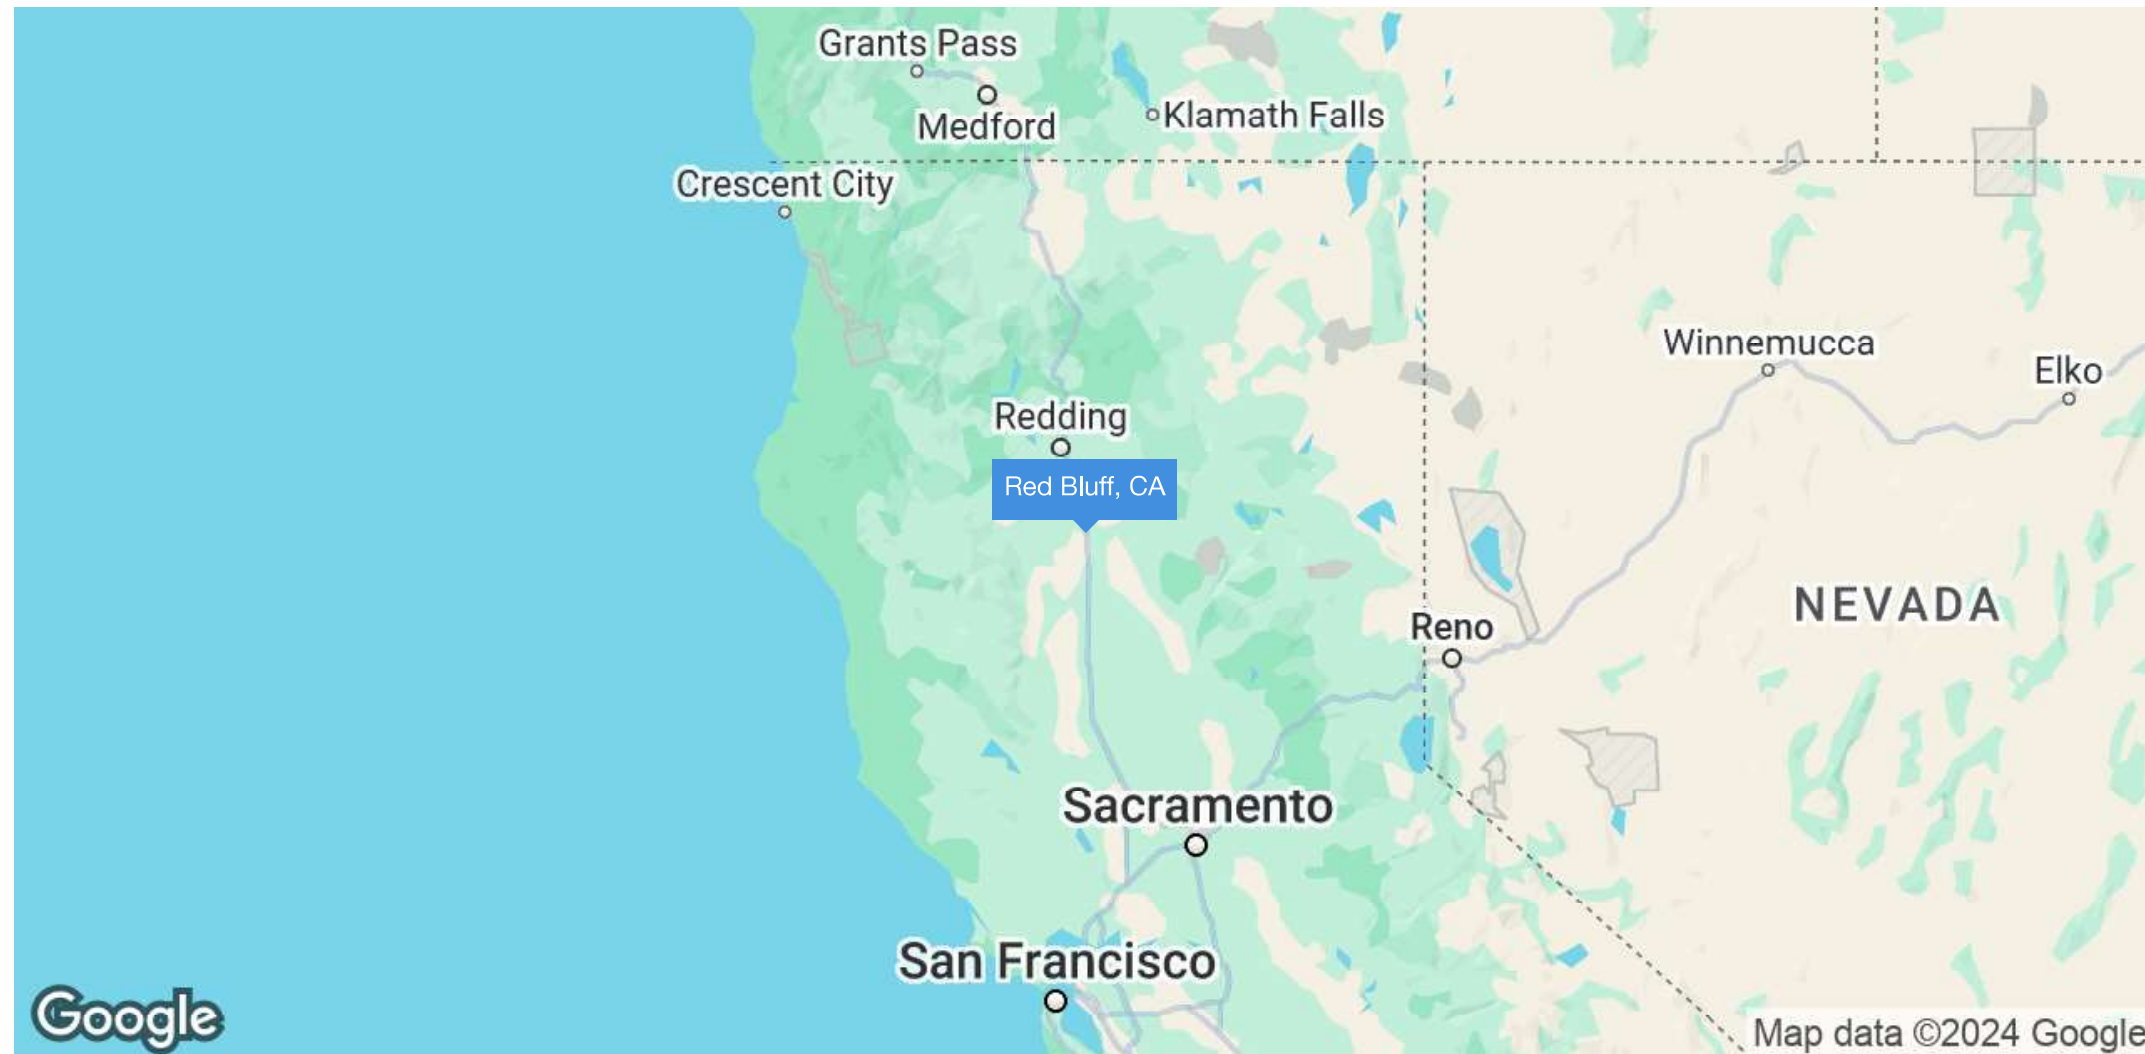 Grants Pass
Medford
Klamath Falls
Crescent City
Winnemucca
Elko
Redding
Red Bluff, CA
NEVADA
Reno
Sacramento
San Francisco
Google
Map data ©2024 Google